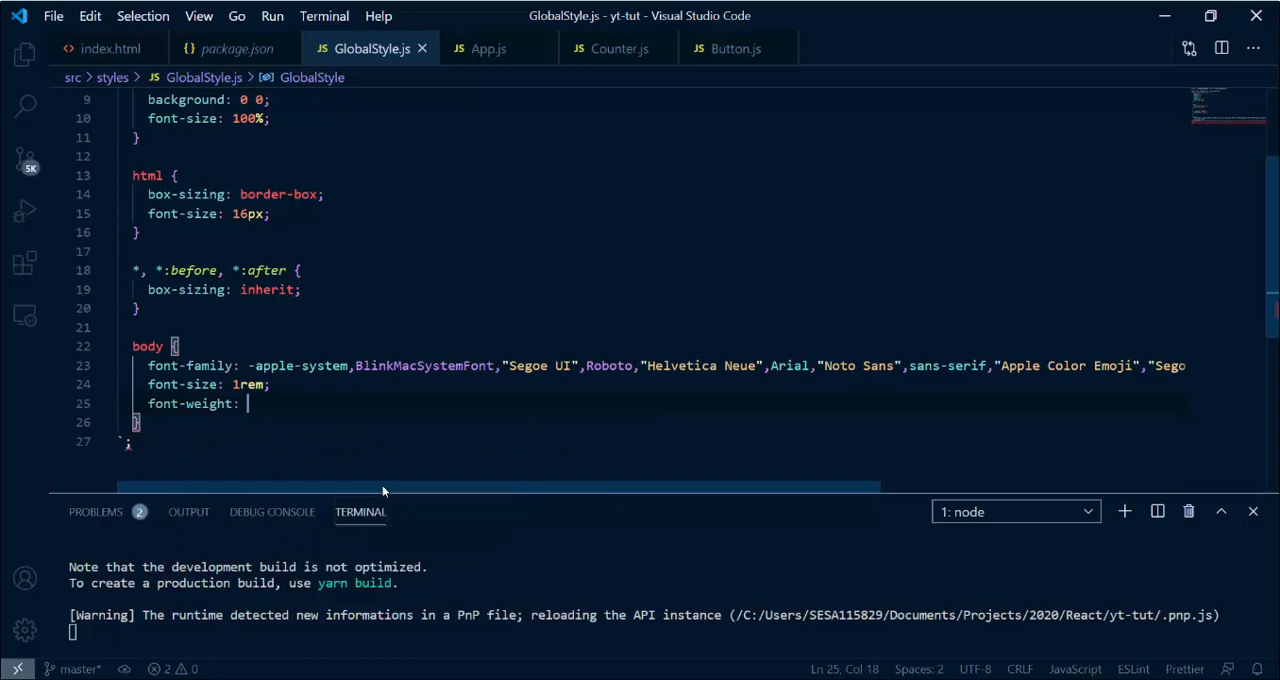 File Edit Selection View Go Run Terminal Help GlobalStyle.js - yt-tut - Visual Studio Code
<> index.html {} package.json JS GlobalStyle.js JS App.js JS Counter.js JS Button.js
src > styles > JS GlobalStyle.js > GlobalStyle
9 background: 0 0;
10 font-size: 100%;
11 }
12
13 html {
14 box-sizing: border-box;
15 font-size: 16px;
16 }
17
18 *, *:before, *:after {
19 box-sizing: inherit;
20 }
21
22 body {
23 font-family: -apple-system,BlinkMacSystemFont,"Segoe UI",Roboto,"Helvetica Neue",Arial,"Noto Sans",sans-serif,"Apple Color Emoji","Sego
24 font-size: 1rem;
25 font-weight:
26 }
27 `;
5K
PROBLEMS 2 OUTPUT DEBUG CONSOLE TERMINAL 1: node
Note that the development build is not optimized.
To create a production build, use yarn build.
[Warning] The runtime detected new informations in a PnP file; reloading the API instance (/C:/Users/SESA115829/Documents/Projects/2020/React/yt-tut/.pnp.js)
master* 2 0 Ln 25, Col 18 Spaces: 2 UTF-8 CRLF JavaScript ESLint Prettier